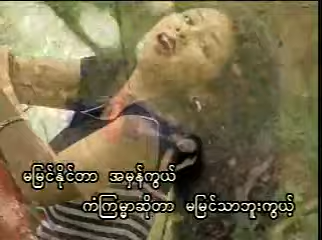 မမြင်နိုင်တာ အမှန်ကွယ်
ကံကြမ္မာဆိုတာ မမြင်သာဘူးကွယ့်